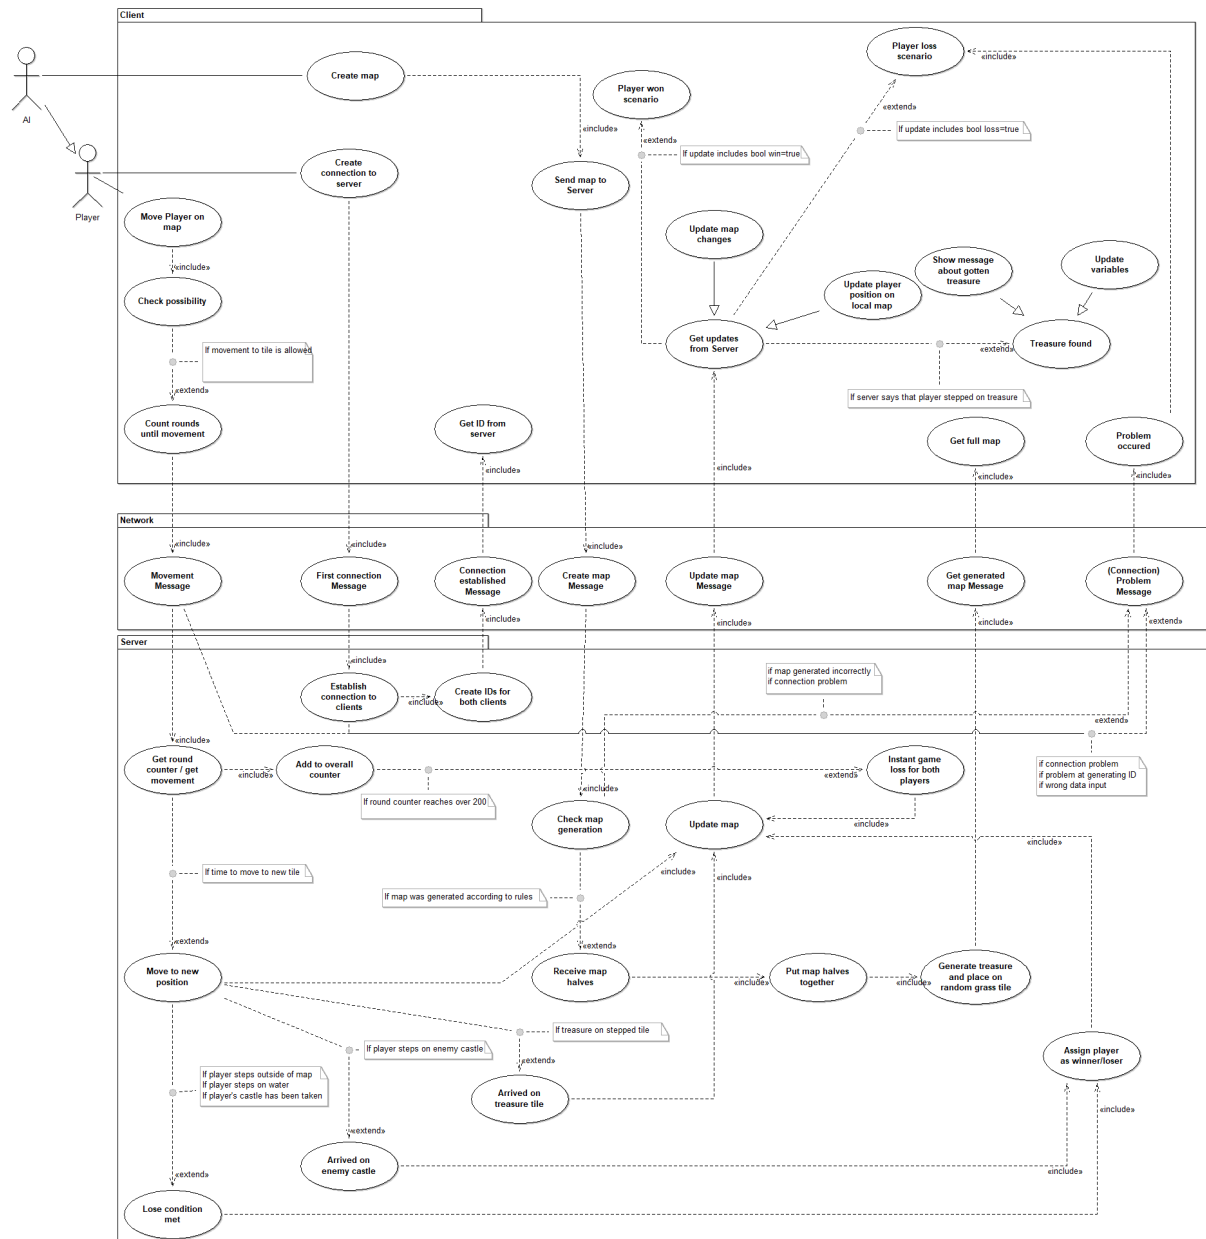 Client
Player loss
scenario
«include»
Create map
Player won
scenario
AI
«extend»
«include»
If update includes bool loss=true
«extend»
If update includes bool win=true
Create
connection to
server
Send map to
Server
Player
Move Player on
map
Update map
changes
Show message
about gotten
treasure
Update
variables
«include»
Check possibility
Update player
position on
local map
Get updates
from Server
Treasure found
«extend»
If movement to tile is allowed
«extend»
If server says that player stepped on treasure
Count rounds
until movement
Get ID from
server
Get full map
Problem
occured
«include»
«include»
«include»
«include»
Network
«include»
«include»
«include»
Movement
Message
First connection
Message
Connection
established
Message
Create map
Message
Update map
Message
Get generated
map Message
(Connection)
Problem
Message
«include»
«include»
«include»
«include»
«extend»
Server
«include»
if map generated incorrectly
if connection problem
Establish
connection to
clients
Create IDs for
both clients
«include»
«extend»
«include»
Get round
counter / get
movement
«include»
Add to overall
counter
«extend»
Instant game
loss for both
players
if connection problem
if problem at generating ID
if wrong data input
If round counter reaches over 200
«include»
Check map
generation
Update map
«include»
«include»
If time to move to new tile
«include»
«include»
If map was generated according to rules
«extend»
«extend»
Move to new
position
Receive map
halves
«include»
Put map halves
together
«include»
Generate treasure
and place on
random grass tile
If treasure on stepped tile
If player steps on enemy castle
Assign player
as winner/loser
«extend»
If player steps outside of map
If player steps on water
If player's castle has been taken
Arrived on
treasure tile
«include»
«extend»
Arrived on
enemy castle
«include»
«extend»
Lose condition
met